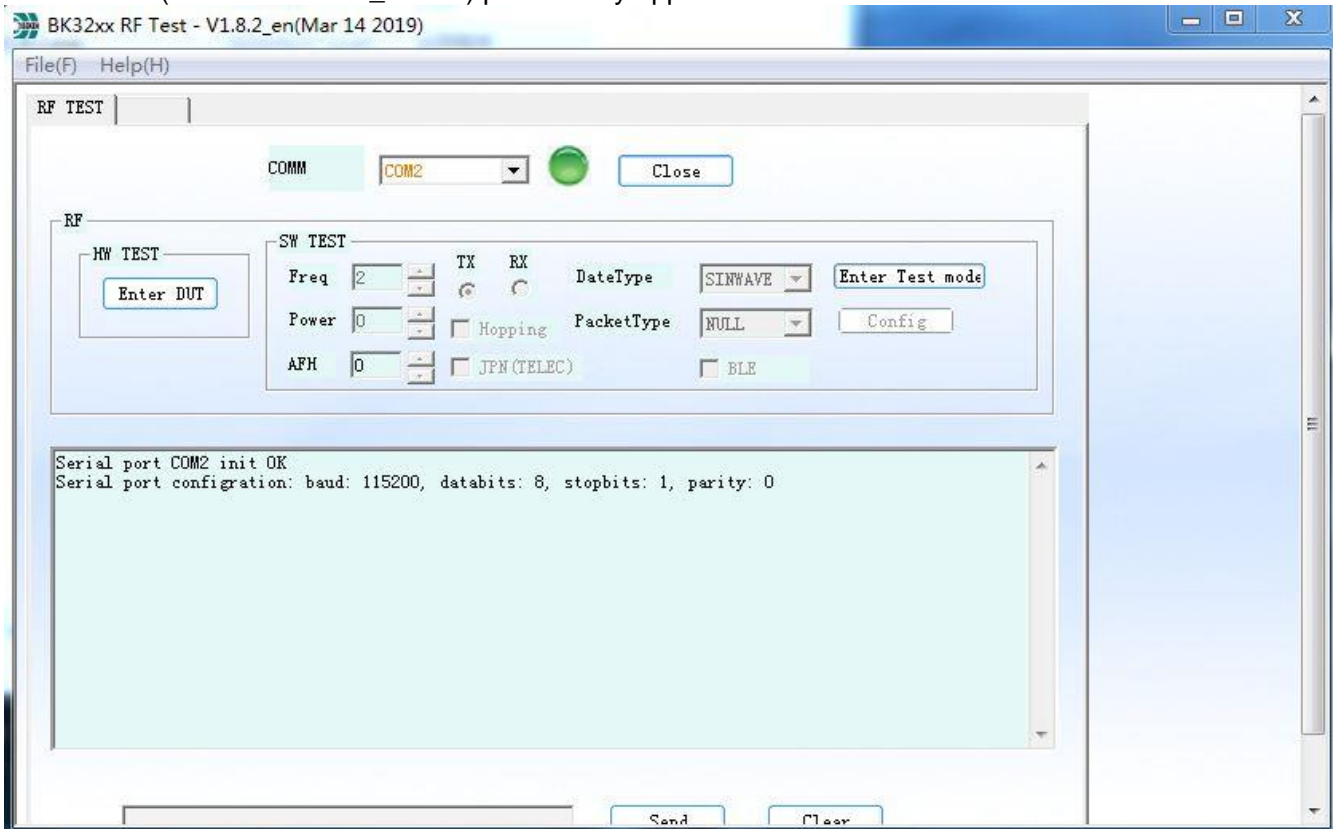 BK32xx RF Test - V1.8.2_en(Mar 14 2019)
File(F) Help(H)
RF TEST
COMM COM2 Close
RF
HW TEST
Enter DUT
SW TEST
Freq 2 TX RX DateType SINWAVE Enter Test mode
Power 0 Hopping PacketType NULL Config
AFH 0 JPN(TELEC) BLE
Serial port COM2 init OK
Serial port configration: baud: 115200, databits: 8, stopbits: 1, parity: 0
Send Clear